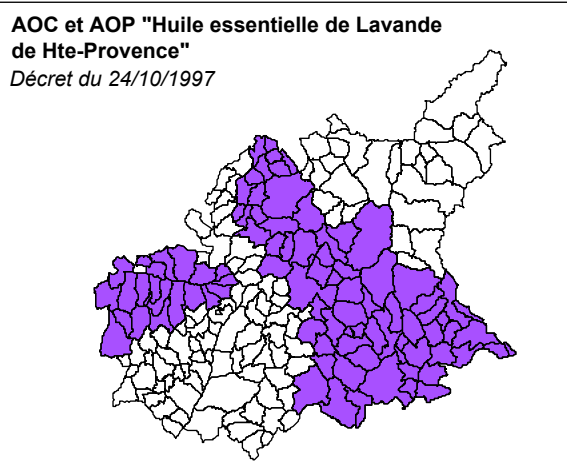 AOC et AOP "Huile essentielle de Lavande
de Hte-Provence"
Décret du 24/10/1997